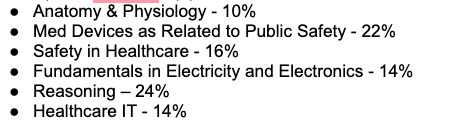 ● Anatomy & Physiology - 10%
● Med Devices as Related to Public Safety - 22%
● Safety in Healthcare - 16%
● Fundamentals in Electricity and Electronics - 14%
● Reasoning – 24%
● Healthcare IT - 14%